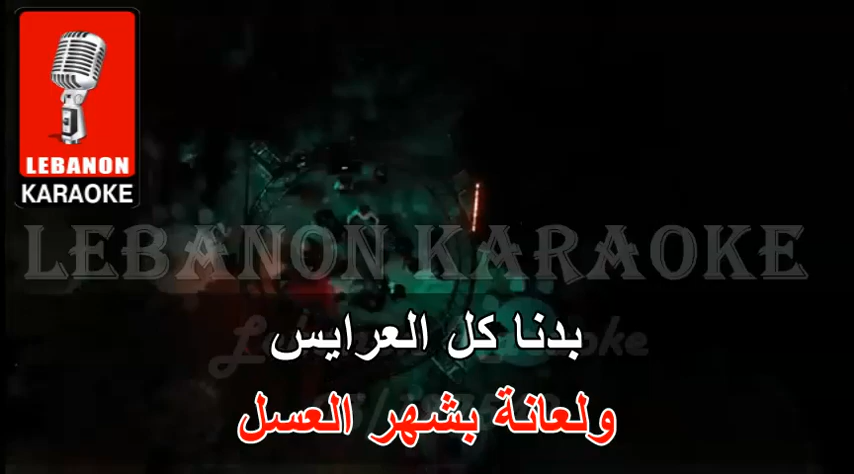 LEBANON
KARAOKE
LEBANON KARAOKE
بدنا كل العرايس
ولعانة بشهر العسل